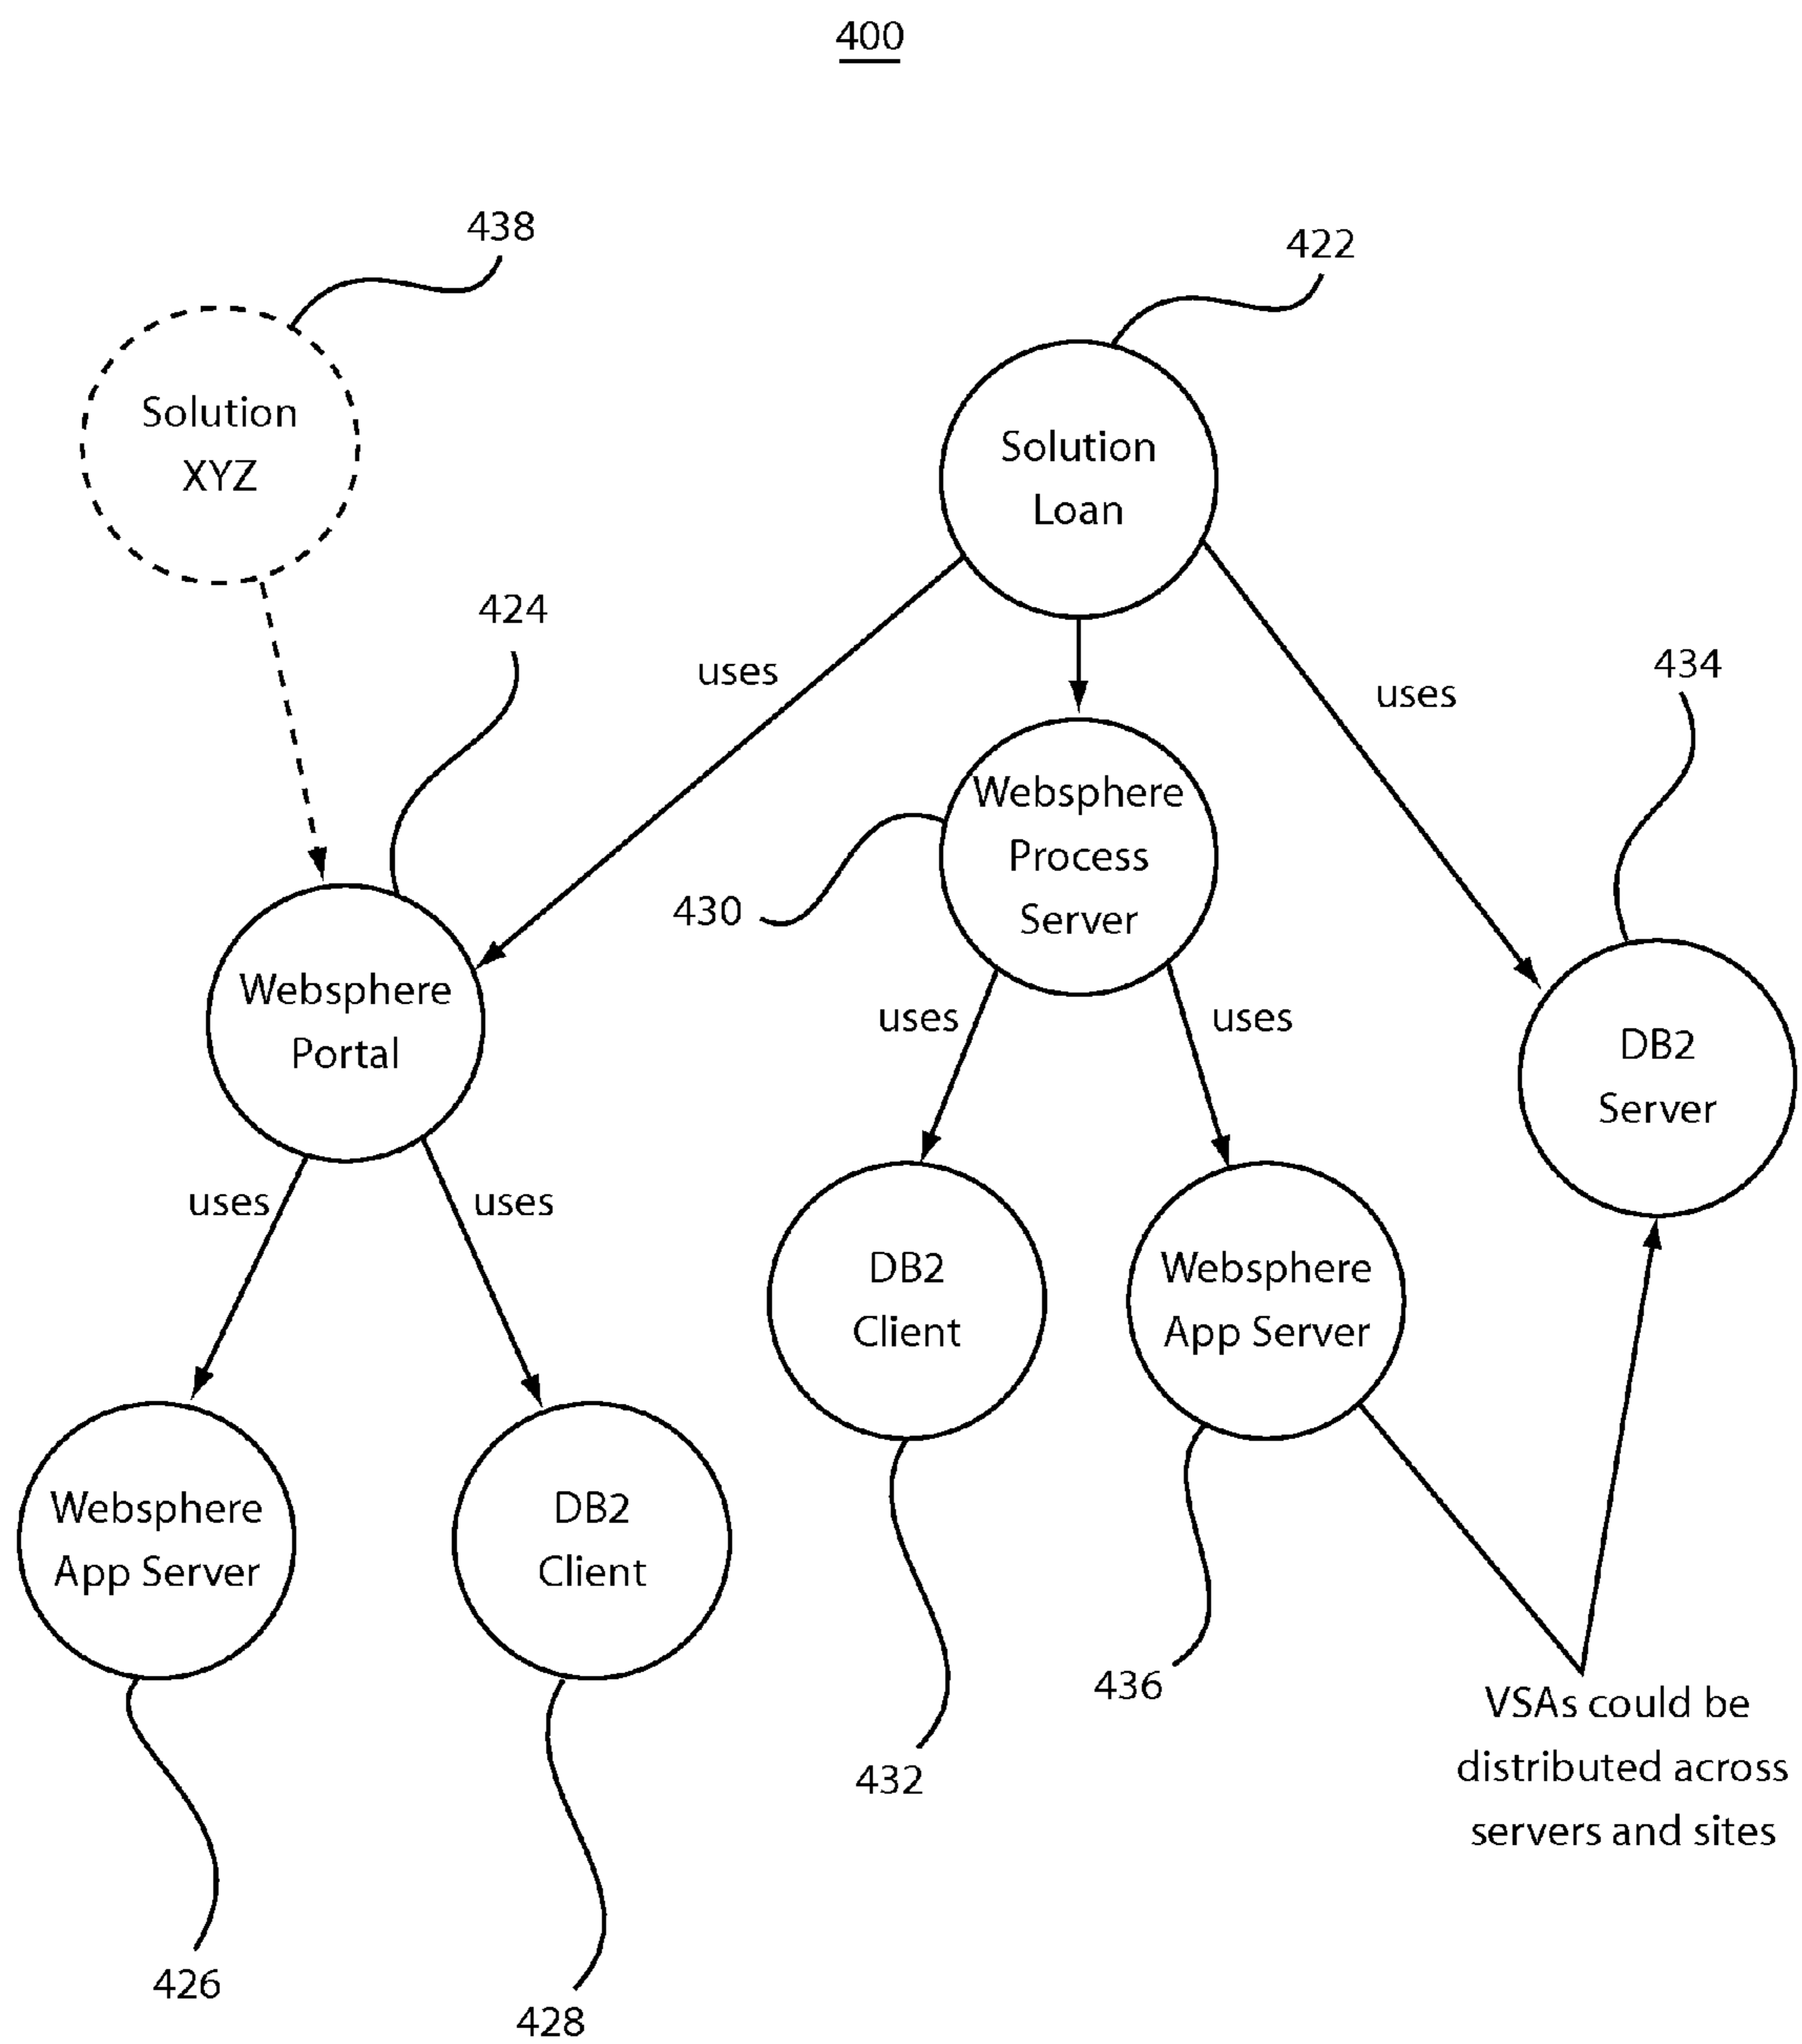 400
438
422
Solution
XYZ
Solution
Loan
424
uses
uses
434
Websphere
Process
Server
430
Websphere
Portal
uses
uses
DB2
Server
uses
uses
DB2
Client
Websphere
App Server
Websphere
App Server
DB2
Client
436
VSAs could be
distributed across
servers and sites
432
426
428